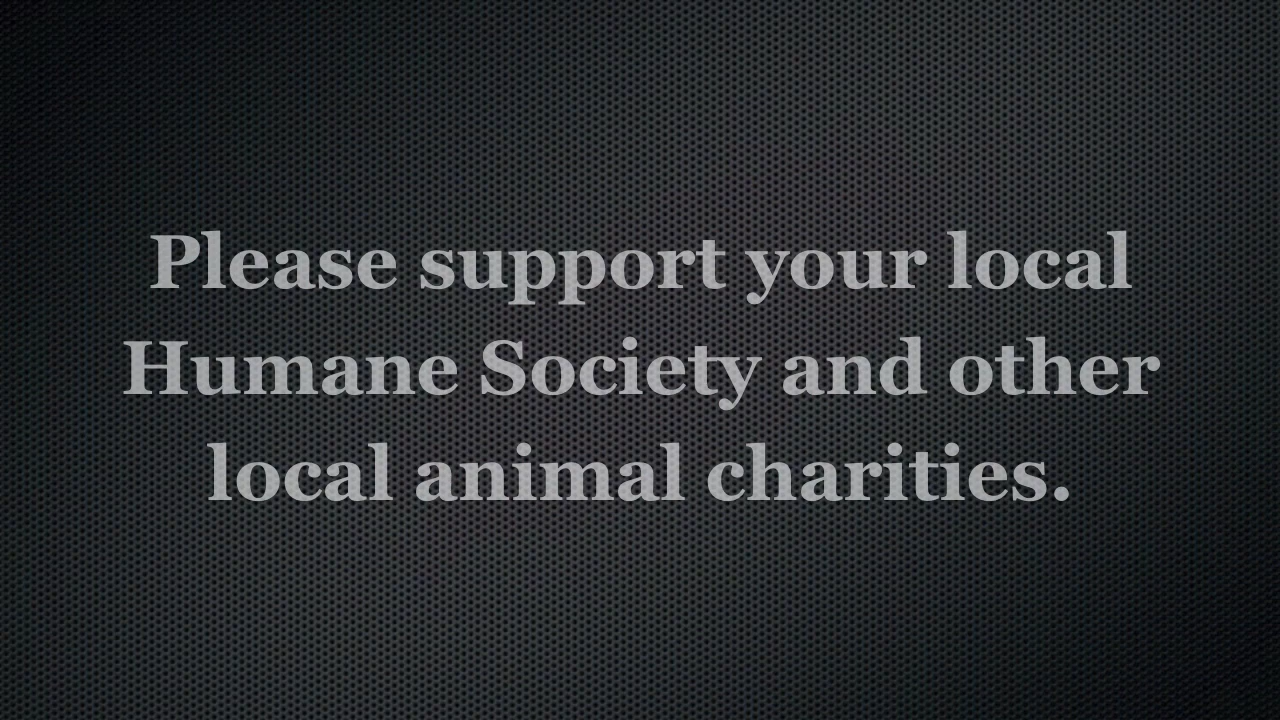 Please support your local
Humane Society and other
local animal charities.